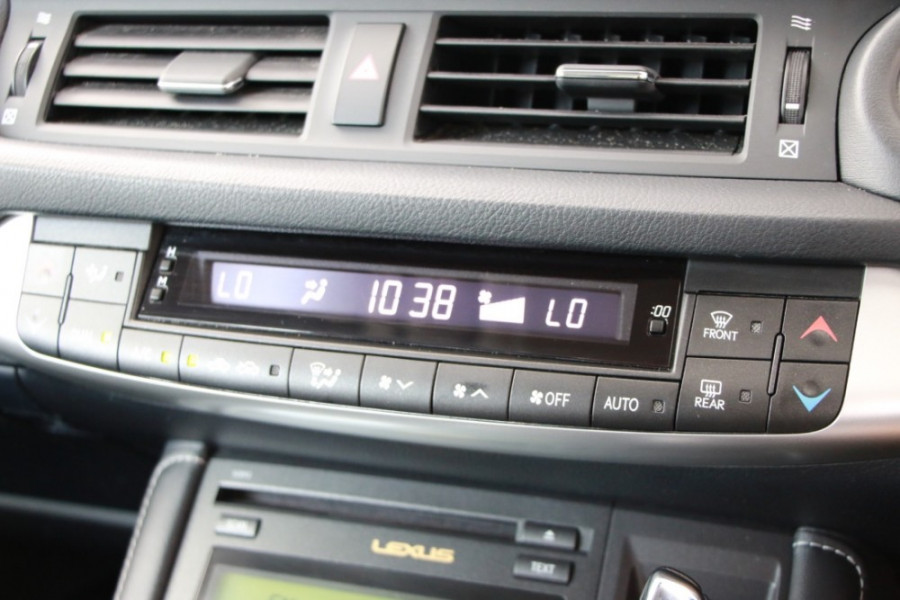 H
LO 10 38 LO
M
:00
FRONT
OFF
AUTO
REAR
LEXUS
TEXT